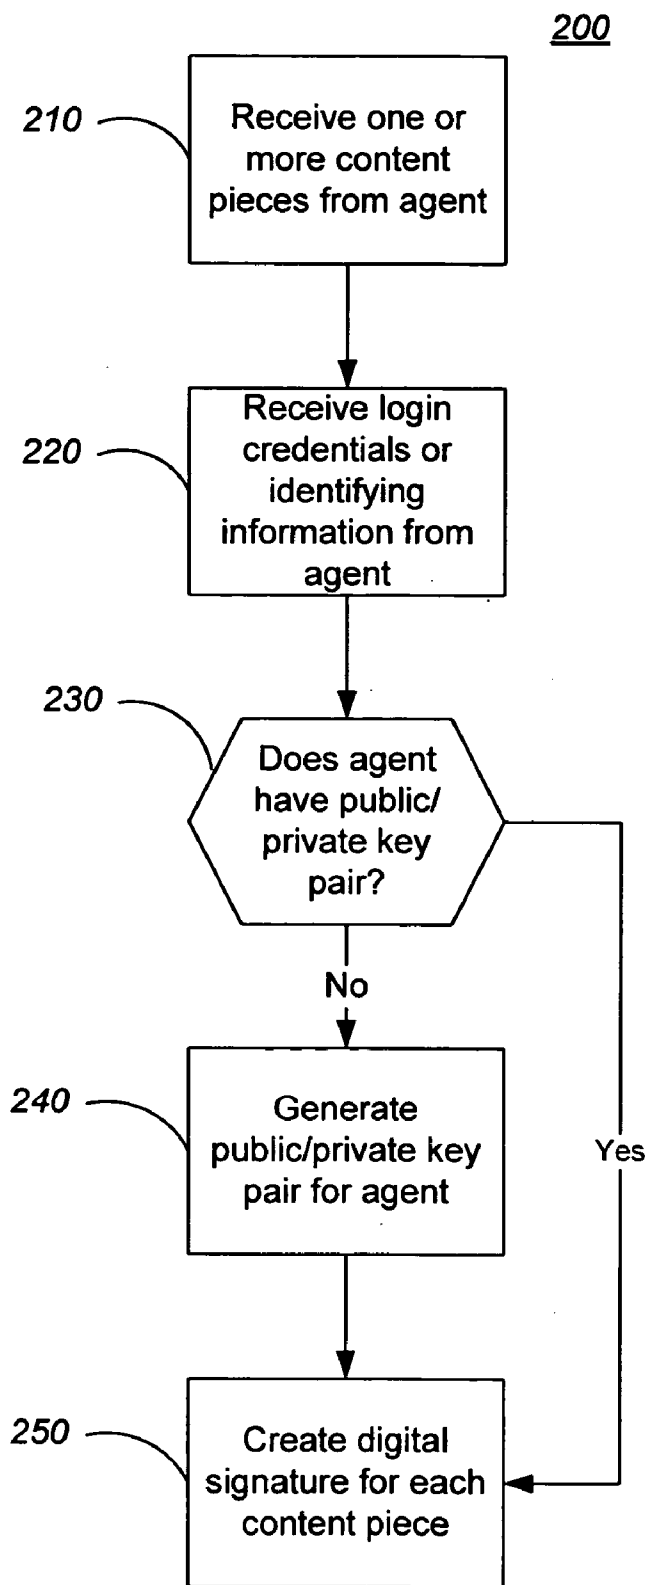 200
210
Receive one or
more content
pieces from agent
220
Receive login
credentials or
identifying
information from
agent
230
Does agent
have public/
private key
pair?
No
240
Generate
public/private key
pair for agent
Yes
250
Create digital
signature for each
content piece